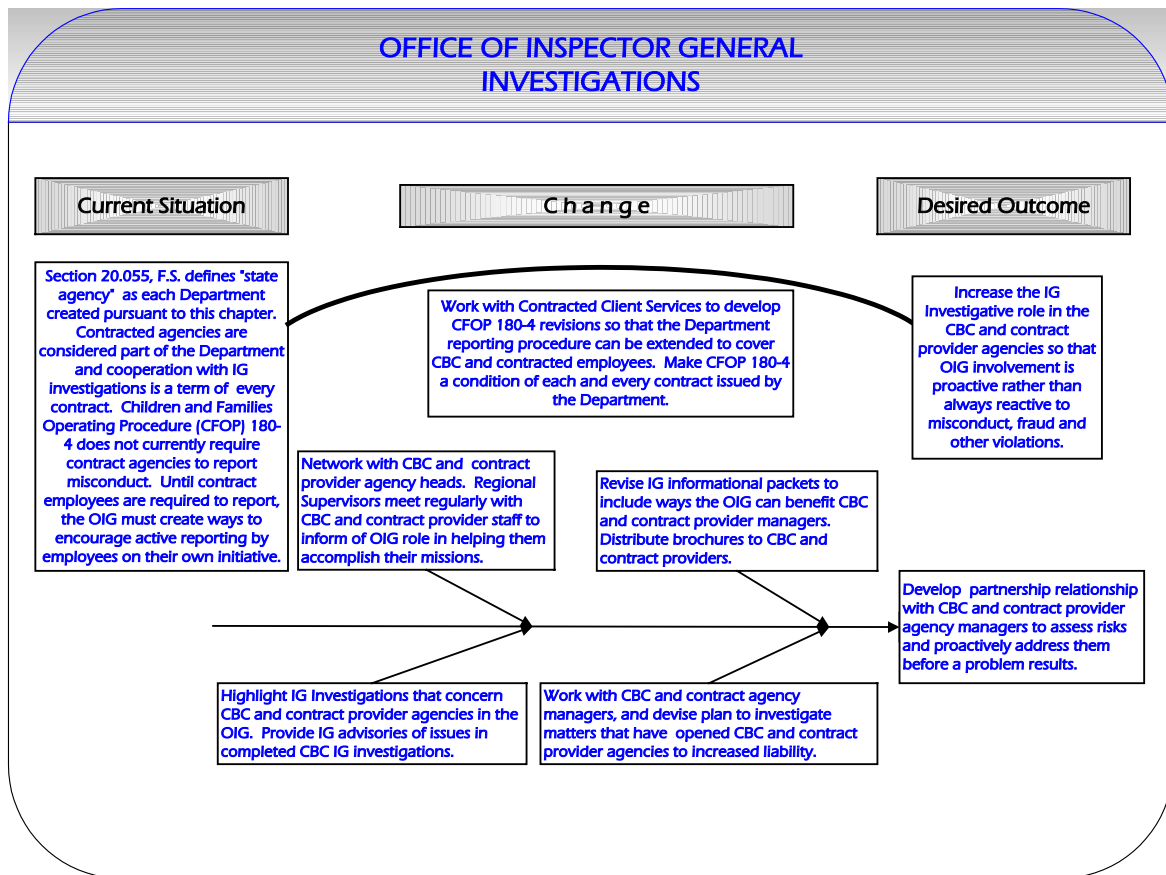 OFFICE OF INSPECTOR GENERAL
INVESTIGATIONS
Current Situation
Change
Desired Outcome
Section 20.055, F.S. defines "state
agency" as each Department
created pursuant to this chapter.
Contracted agencies are
considered part of the Department
and cooperation with IG
investigations is a term of every
contract. Children and Families
Operating Procedure (CFOP) 180-
4 does not currently require
contract agencies to report
misconduct. Until contract
employees are required to report,
the OIG must create ways to
encourage active reporting by
employees on their own initiative.
Work with Contracted Client Services to develop
CFOP 180-4 revisions so that the Department
reporting procedure can be extended to cover
CBC and contracted employees. Make CFOP 180-4
a condition of each and every contract issued by
the Department.
Increase the IG
Investigative role in the
CBC and contract
provider agencies so that
OIG involvement is
proactive rather than
always reactive to
misconduct, fraud and
other violations.
Network with CBC and contract
provider agency heads. Regional
Supervisors meet regularly with
CBC and contract provider staff to
inform of OIG role in helping them
accomplish their missions.
Revise IG informational packets to
include ways the OIG can benefit CBC
and contract provider managers.
Distribute brochures to CBC and
contract providers.
Develop partnership relationship
with CBC and contract provider
agency managers to assess risks
and proactively address them
before a problem results.
Highlight IG Investigations that concern
CBC and contract provider agencies in the
OIG. Provide IG advisories of issues in
completed CBC IG investigations.
Work with CBC and contract agency
managers, and devise plan to investigate
matters that have opened CBC and contract
provider agencies to increased liability.